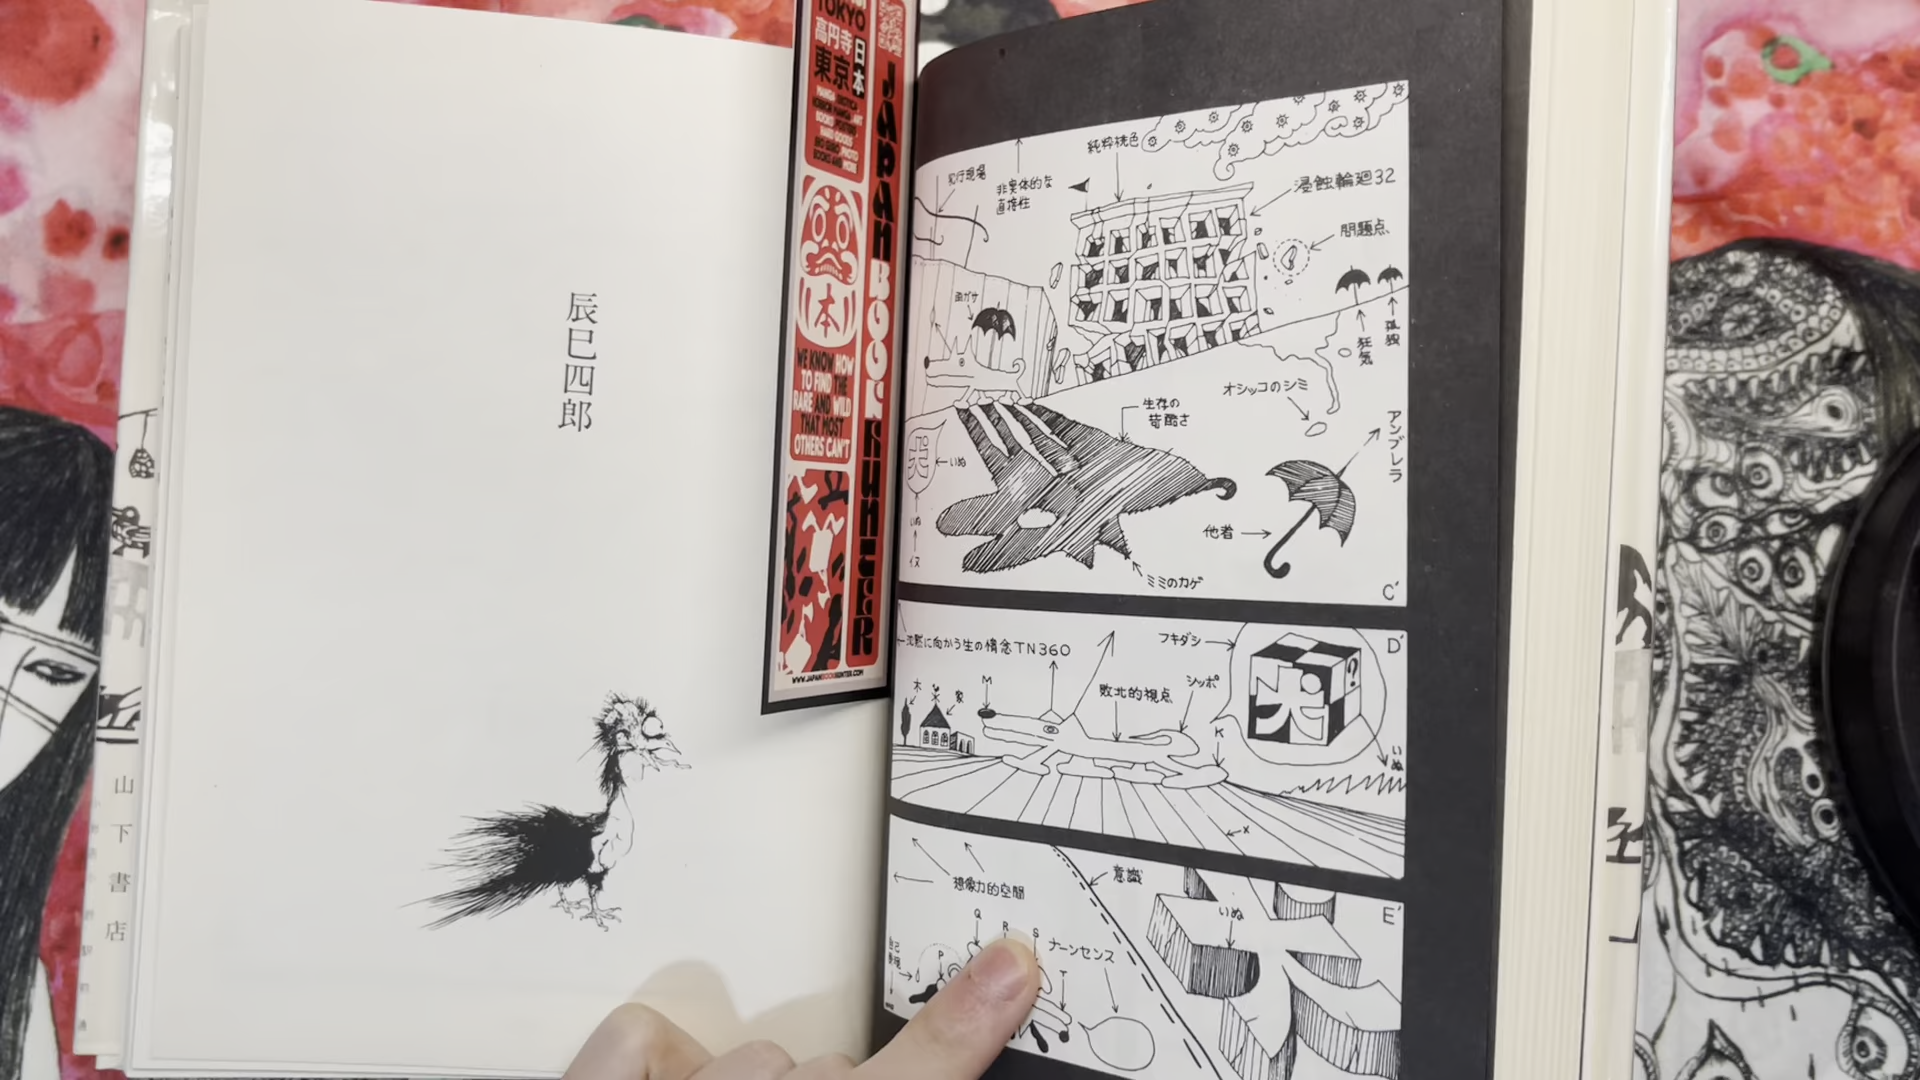 辰巳四郎
TOKYO
高円寺
東京
日本
JAPAN BOOK HUNTER
本
WE KNOW HOW
TO FIND THE
RARE AND WILD
THAT MOST
OTHERS CAN'T
WWW.JAPANBOOKHUNTER.COM
山下書店
犯行現場
非実体的な
直接性
純粋桃色
浸蝕輪廻32
問題点
雨ガサ
狂気
孤独
オシッコのシミ
生存の
苛酷さ
アンブレラ
いぬ
いぬ
イヌ
他者
ミミのカゲ
C'
沈黙に向かう生の情念TN360
フキダシ
D'
木
家
M
敗北的視点
シッポ
K
犬
?
いぬ
x
想像力的空間
意識
E'
いぬ
Q
R
S
P
T
ナーンセンス